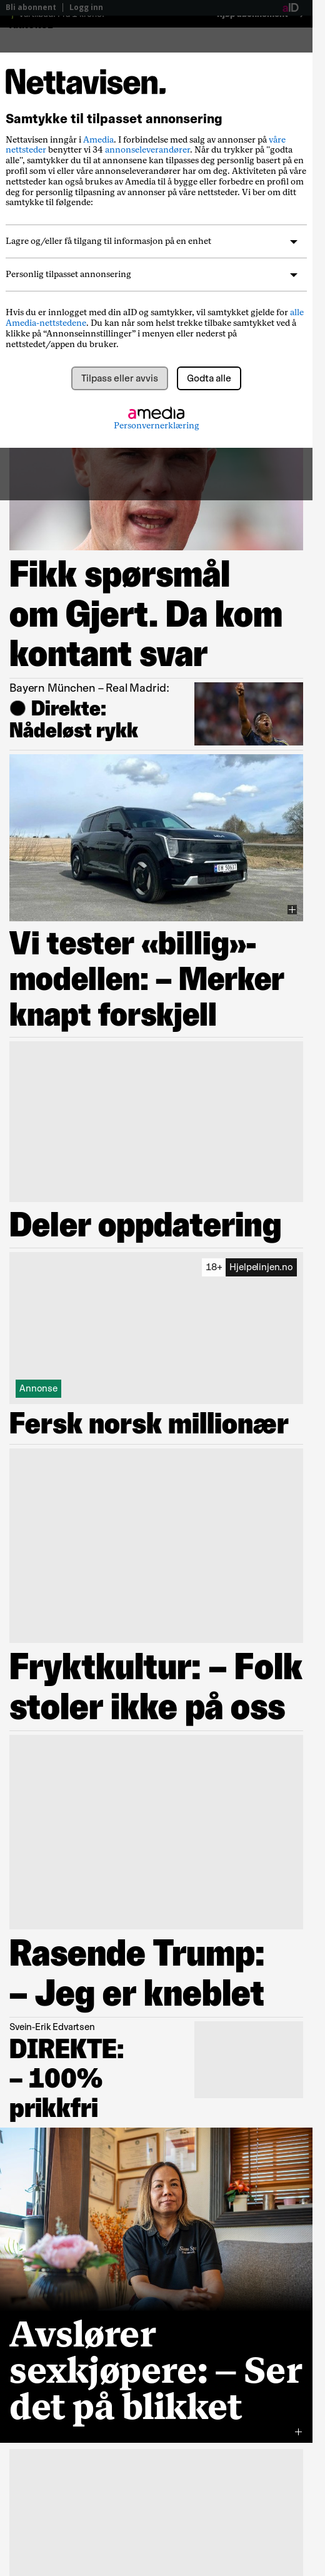 Bli abonnent | Logg inn
aID
Nettavisen.
Samtykke til tilpasset annonsering
Nettavisen inngår i Amedia. I forbindelse med salg av annonser på våre
nettsteder benytter vi 34 annonseleverandører. Når du trykker på "godta
alle", samtykker du til at annonsene kan tilpasses deg personlig basert på en
profil som vi eller våre annonseleverandører har om deg. Aktiviteten på våre
nettsteder kan også brukes av Amedia til å bygge eller forbedre en profil om
deg for personlig tilpasning av annonser på våre nettsteder. Vi ber om ditt
samtykke til følgende:
Lagre og/eller få tilgang til informasjon på en enhet
Personlig tilpasset annonsering
Hvis du er innlogget med din aID og samtykker, vil samtykket gjelde for alle
Amedia-nettstedene. Du kan når som helst trekke tilbake samtykket ved å
klikke på “Annonseinnstillinger” i menyen eller nederst på
nettstedet/appen du bruker.
Tilpass eller avvis
Godta alle
amedia
Personvernerklæring
Fikk spørsmål
om Gjert. Da kom
kontant svar
Bayern München – Real Madrid:
● Direkte:
Nådeløst rykk
Vi tester «billig»-
modellen: – Merker
knapt forskjell
Deler oppdatering
18+ Hjelpelinjen.no
Annonse
Fersk norsk millionær
Fryktkultur: – Folk
stoler ikke på oss
Rasende Trump:
– Jeg er kneblet
Svein-Erik Edvartsen
DIREKTE:
– 100%
prikkfri
Avslører
sexkjøpere: – Ser
det på blikket